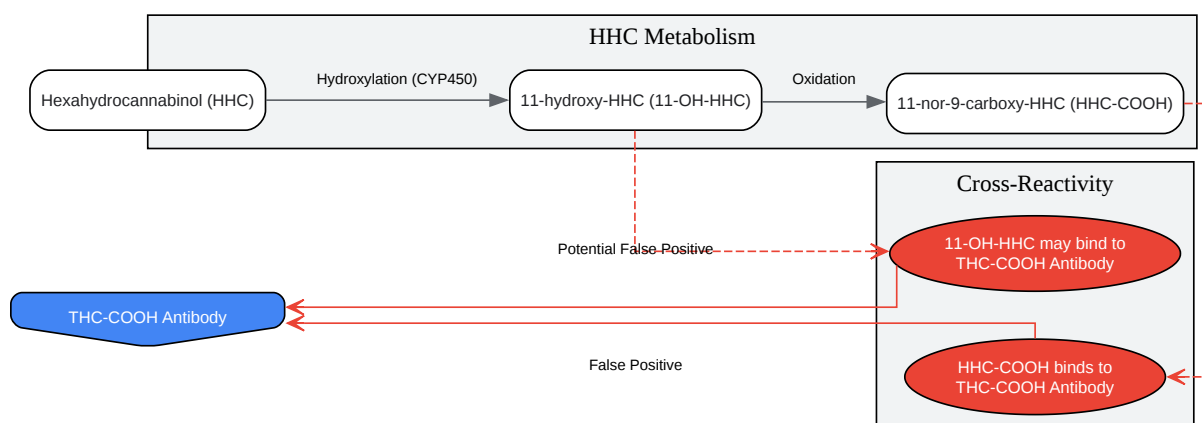 HHC Metabolism
Hydroxylation (CYP450)
Oxidation
Hexahydrocannabinol (HHC)
11-hydroxy-HHC (11-OH-HHC)
11-nor-9-carboxy-HHC (HHC-COOH)
Cross-Reactivity
Potential False Positive
11-OH-HHC may bind to
THC-COOH Antibody
THC-COOH Antibody
False Positive
HHC-COOH binds to
THC-COOH Antibody